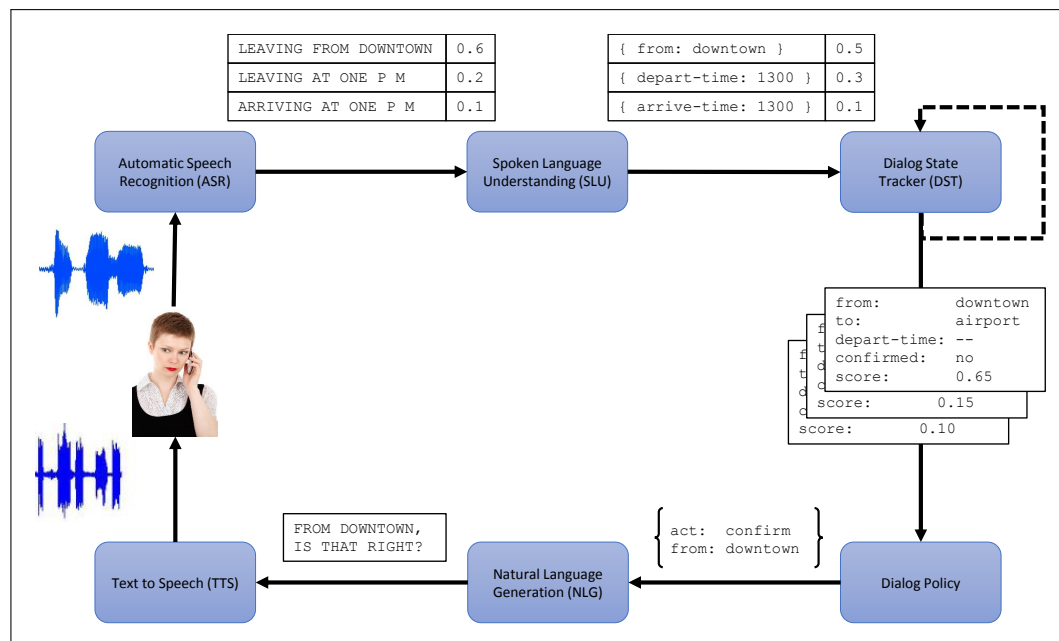 LEAVING FROM DOWNTOWN 0.6
LEAVING AT ONE P M 0.2
ARRIVING AT ONE P M 0.1
{ from: downtown } 0.5
{ depart-time: 1300 } 0.3
{ arrive-time: 1300 } 0.1
Automatic Speech
Recognition (ASR)
Spoken Language
Understanding (SLU)
Dialog State
Tracker (DST)
from: downtown
to: airport
depart-time: --
confirmed: no
score: 0.65
f
t
d
c
score: 0.15
f
t
d
c
score: 0.10
act: confirm
from: downtown
FROM DOWNTOWN,
IS THAT RIGHT?
Text to Speech (TTS)
Natural Language
Generation (NLG)
Dialog Policy